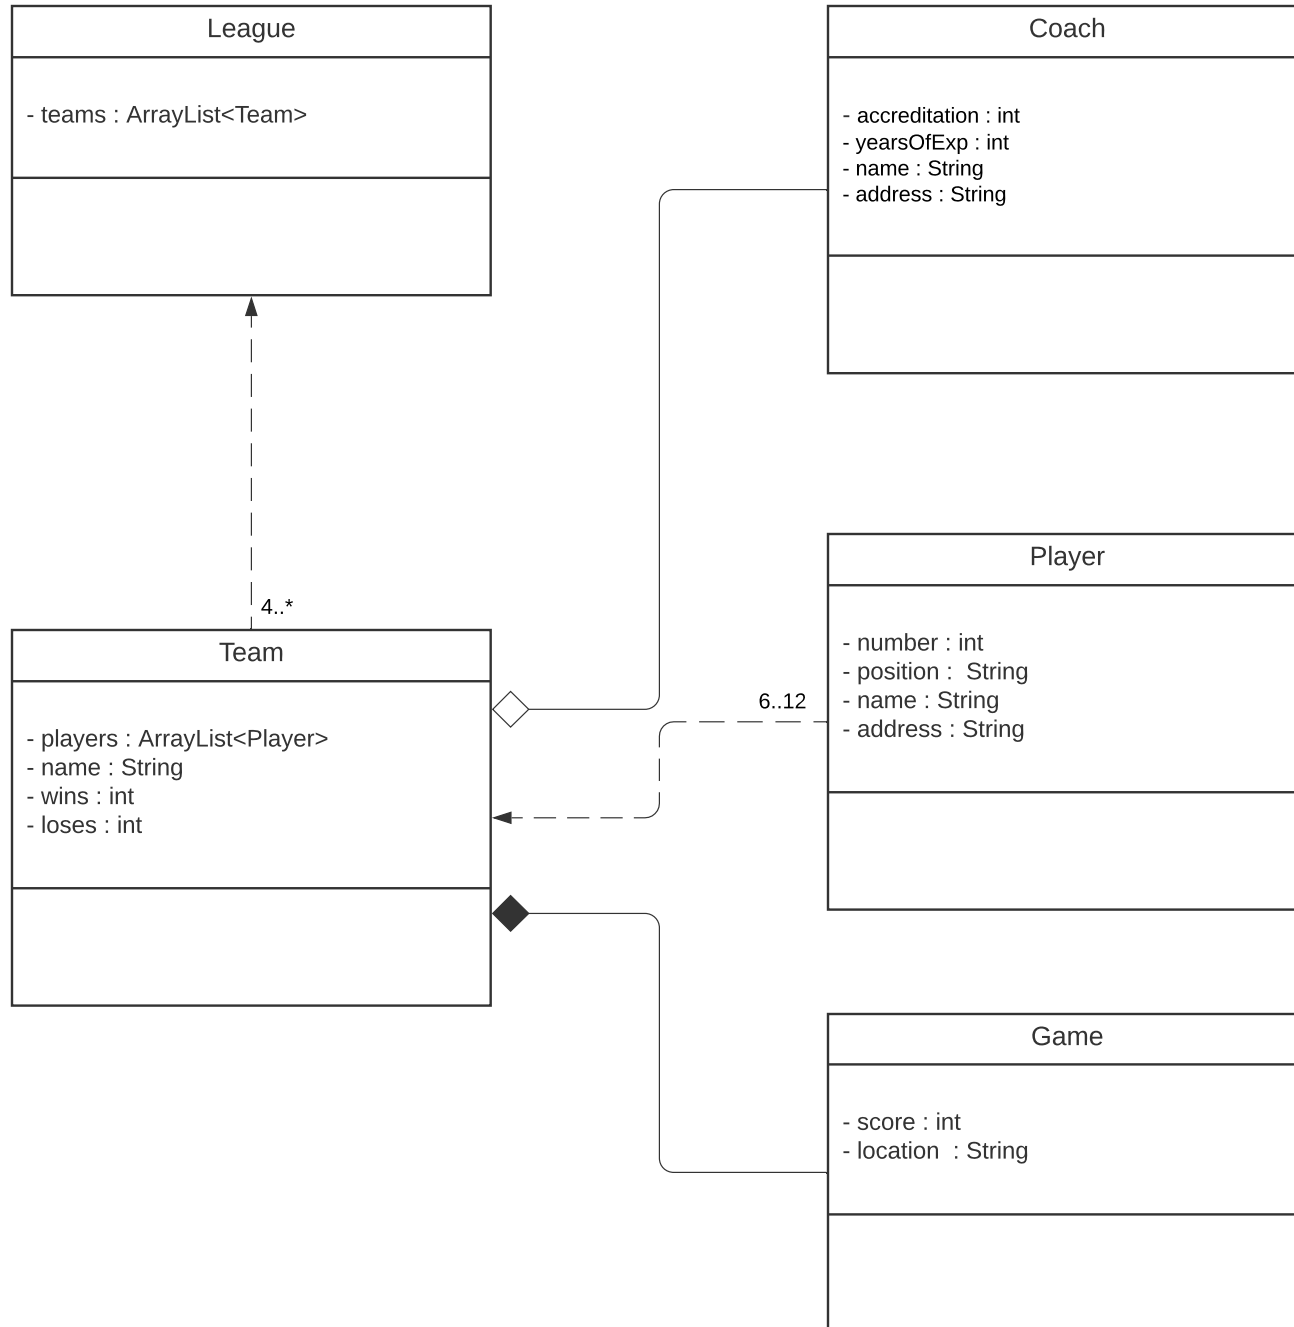 League
- teams : ArrayList<Team>
Coach
- accreditation : int
- yearsOfExp : int
- name : String
- address : String
4..*
Team
- players : ArrayList<Player>
- name : String
- wins : int
- loses : int
6..12
Player
- number : int
- position :  String
- name : String
- address : String
Game
- score : int
- location  : String